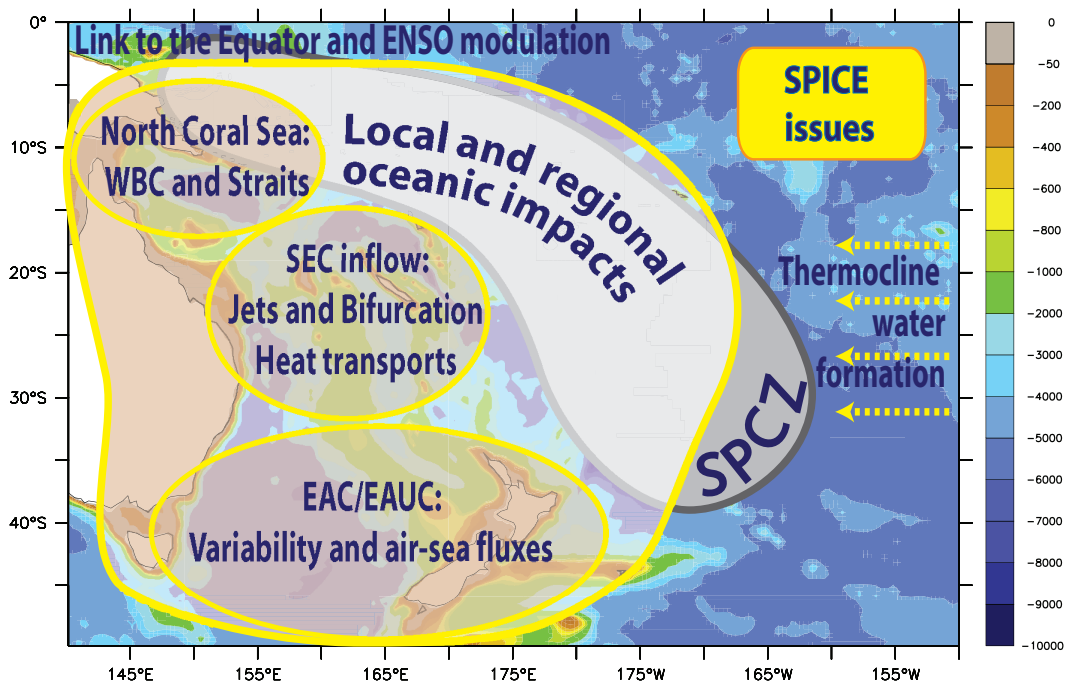 Link to the Equator and ENSO modulation
SPICE
issues
North Coral Sea:
WBC and Straits
Local and regional
oceanic impacts
SEC inflow:
Jets and Bifurcation
Heat transports
Thermocline
water
formation
SPCZ
EAC/EAUC:
Variability and air-sea fluxes
0°
10°S
20°S
30°S
40°S
145°E
155°E
165°E
175°E
175°W
165°W
155°W
0
-50
-200
-400
-600
-800
-1000
-2000
-3000
-4000
-5000
-6000
-7000
-8000
-9000
-10000